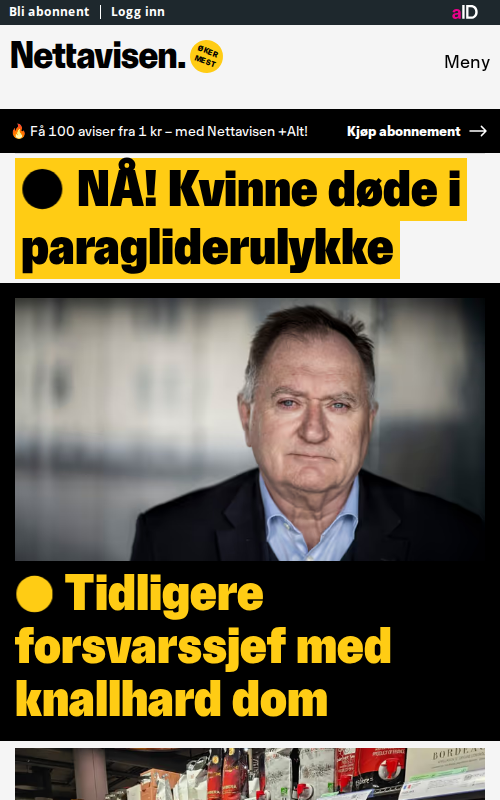 Bli abonnent
Logg inn
aID
Nettavisen.
ØKER
MEST
Meny
Få 100 aviser fra 1 kr – med Nettavisen +Alt!
Kjøp abonnement
NÅ! Kvinne døde i
paragliderulykke
Tidligere
forsvarssjef med
knallhard dom
BORDEAUX